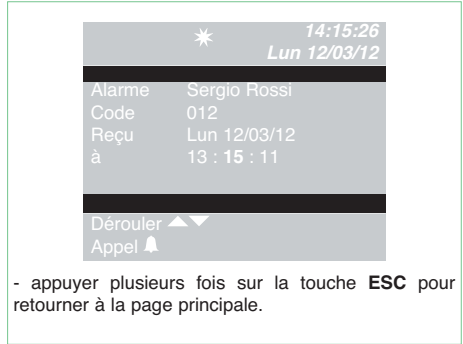 14:15:26
Lun 12/03/12
Alarme Sergio Rossi
Code 012
Reçu Lun 12/03/12
à 13 : 15 : 11
Dérouler
Appel
- appuyer plusieurs fois sur la touche ESC pour
retourner à la page principale.